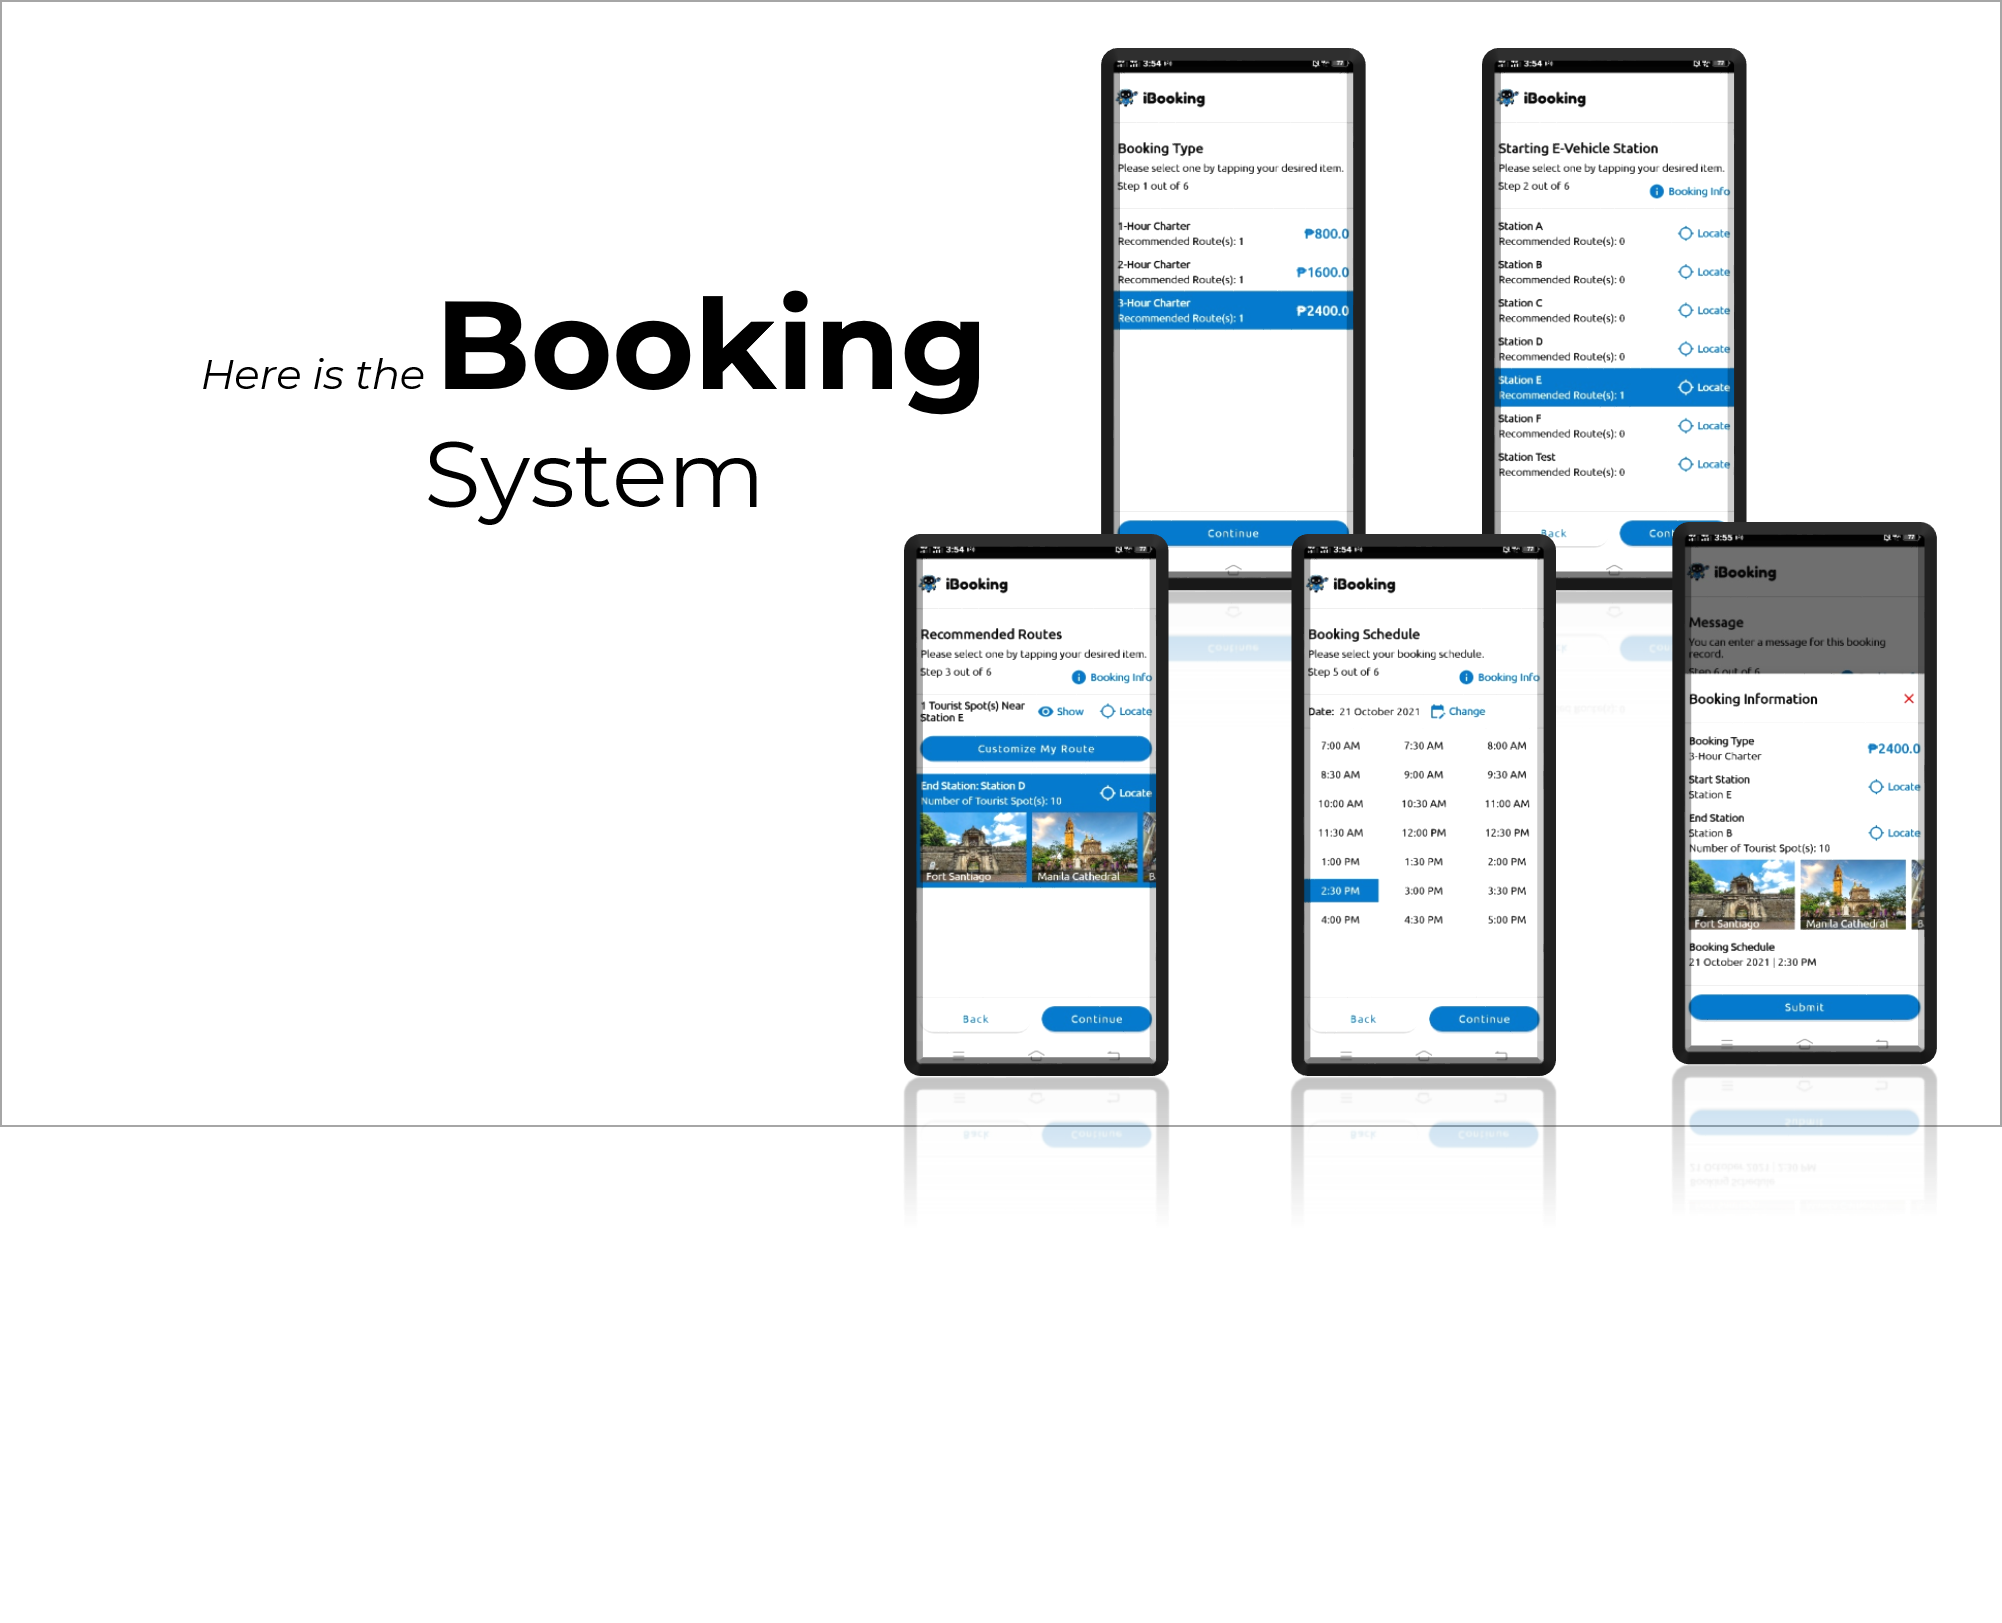 Here is the Booking
System
3:54
iBooking
Booking Type
Please select one by tapping your desired item.
Step 1 out of 6
1-Hour Charter
Recommended Route(s): 1
₱800.0
2-Hour Charter
Recommended Route(s): 1
₱1600.0
3-Hour Charter
Recommended Route(s): 1
₱2400.0
Continue
3:54
iBooking
Starting E-Vehicle Station
Please select one by tapping your desired item.
Step 2 out of 6
Booking Info
Station A
Recommended Route(s): 0
Locate
Station B
Recommended Route(s): 0
Locate
Station C
Recommended Route(s): 0
Locate
Station D
Recommended Route(s): 0
Locate
Station E
Recommended Route(s): 1
Locate
Station F
Recommended Route(s): 0
Locate
Station Test
Recommended Route(s): 0
Locate
Back
Cont
3:54
iBooking
Recommended Routes
Please select one by tapping your desired item.
Step 3 out of 6
Booking Info
1 Tourist Spot(s) Near
Station E
Show
Locate
Customize My Route
End Station: Station D
Number of Tourist Spot(s): 10
Locate
Fort Santiago
Manila Cathedral
B
Back
Continue
3:54
iBooking
Booking Schedule
Please select your booking schedule.
Step 5 out of 6
Booking Info
Date: 21 October 2021 Change
7:00 AM 7:30 AM 8:00 AM
8:30 AM 9:00 AM 9:30 AM
10:00 AM 10:30 AM 11:00 AM
11:30 AM 12:00 PM 12:30 PM
1:00 PM 1:30 PM 2:00 PM
2:30 PM 3:00 PM 3:30 PM
4:00 PM 4:30 PM 5:00 PM
Back
Continue
3:55
iBooking
Message
You can enter a message for this booking
record.
Step 6 out of 6
Booking Information
Booking Type
3-Hour Charter
₱2400.0
Start Station
Station E
Locate
End Station
Station B
Locate
Number of Tourist Spot(s): 10
Fort Santiago
Manila Cathedral
B
Booking Schedule
21 October 2021 | 2:30 PM
Submit